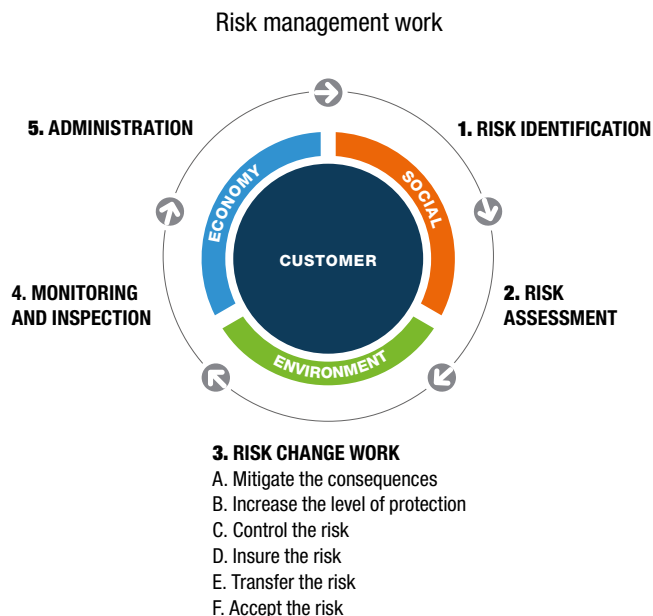 Risk management work
5. ADMINISTRATION
1. RISK IDENTIFICATION
ECONOMY
SOCIAL
CUSTOMER
4. MONITORING
AND INSPECTION
2. RISK
ASSESSMENT
ENVIRONMENT
3. RISK CHANGE WORK
A. Mitigate the consequences
B. Increase the level of protection
C. Control the risk
D. Insure the risk
E. Transfer the risk
F. Accept the risk